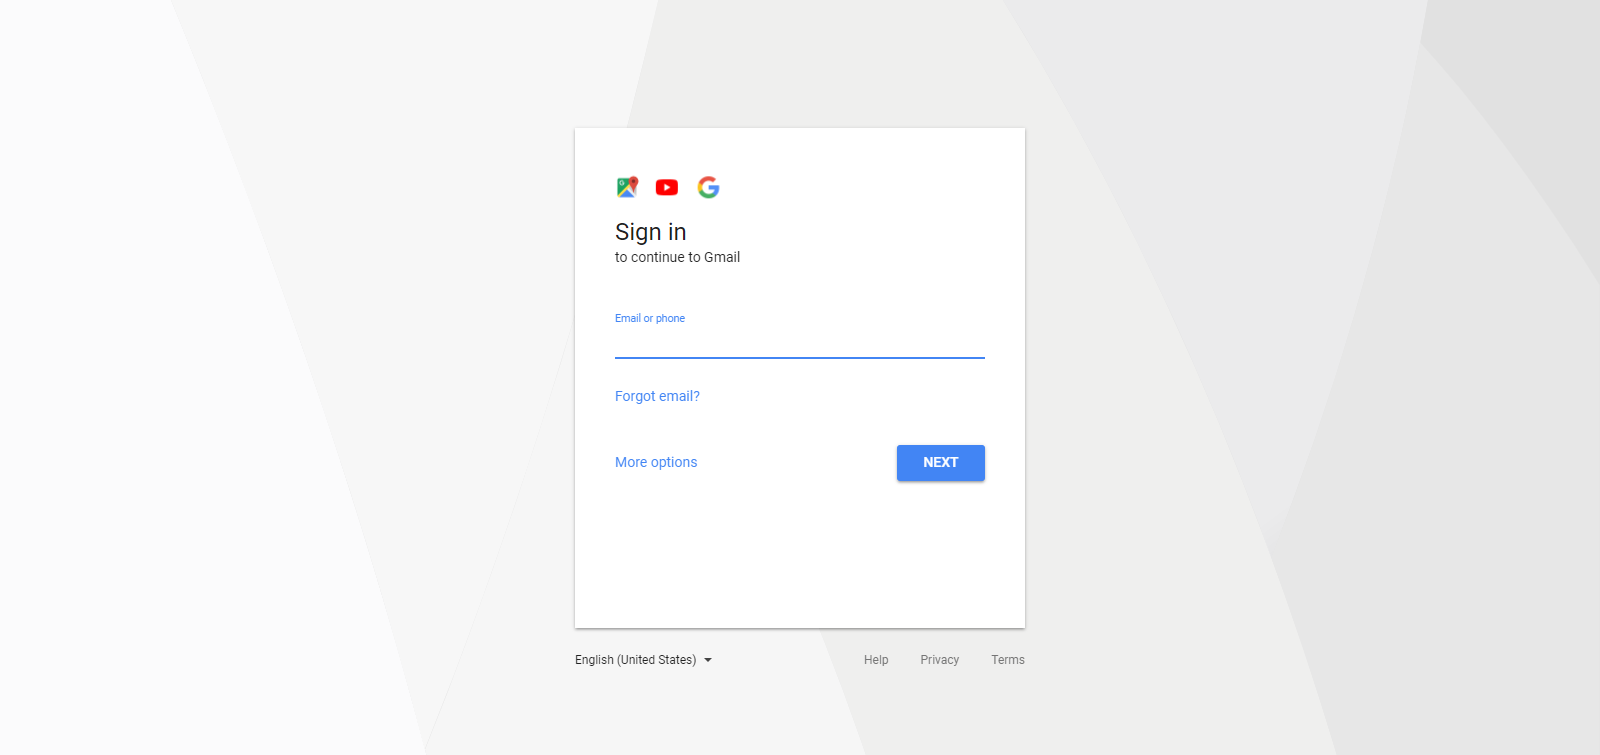 Sign in
to continue to Gmail
Email or phone
Forgot email?
More options
NEXT
English (United States)
Help
Privacy
Terms